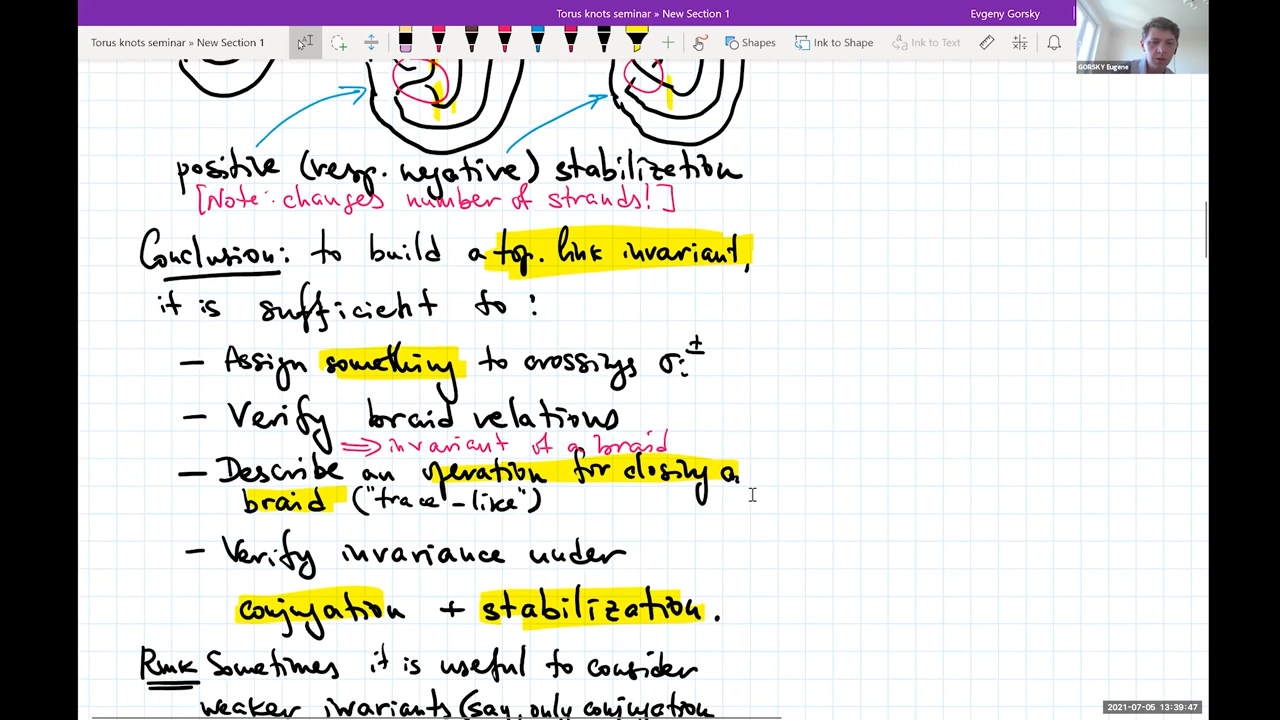 Torus knots seminar » New Section 1
Evgeny Gorsky
Torus knots seminar » New Section 1
Shapes
Ink to Shape
Ink to Text
GORSKY Eugene
positive (resp. negative) stabilization
[Note: changes number of strands!]
Conclusion: to build a top. link invariant,
it is sufficient to:
— Assign something to crossings σᵢ^±
— Verify braid relations
⟹ invariant of a braid
— Describe an operation for closing a
braid ("trace-like")
— Verify invariance under
conjugation + stabilization.
Rmk Sometimes it is useful to consider
weaker invariants (say, only conjugation
2021-07-05 13:39:47